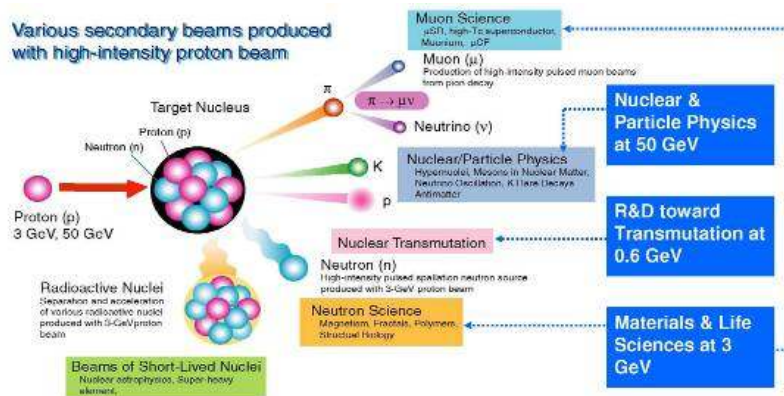 Various secondary beams produced
with high-intensity proton beam
Muon Science
μSR, high-Tc superconductor,
Muonium, μCF
Muon (μ)
Production of high-intensity pulsed muon beams
from pion decay
π
π → μν
Neutrino (ν)
Target Nucleus
Proton (p)
Neutron (n)
Proton (p)
3 GeV, 50 GeV
K
p
Nuclear/Particle Physics
Hypernuclei, Mesons in Nuclear Matter,
Neutrino Oscillation, K Rare Decays
Antimatter
Nuclear Transmutation
Neutron (n)
High-intensity pulsed spallation neutron source
produced with 3-GeV proton beam
Neutron Science
Magnetism, Fractals, Polymers,
Structual Biology
Radioactive Nuclei
Separation and acceleration
of various radioactive nuclei
produced with 3-GeV proton
beam
Beams of Short-Lived Nuclei
Nuclear astrophysics, Super-heavy
element,
Nuclear &
Particle Physics
at 50 GeV
R&D toward
Transmutation at
0.6 GeV
Materials & Life
Sciences at 3
GeV